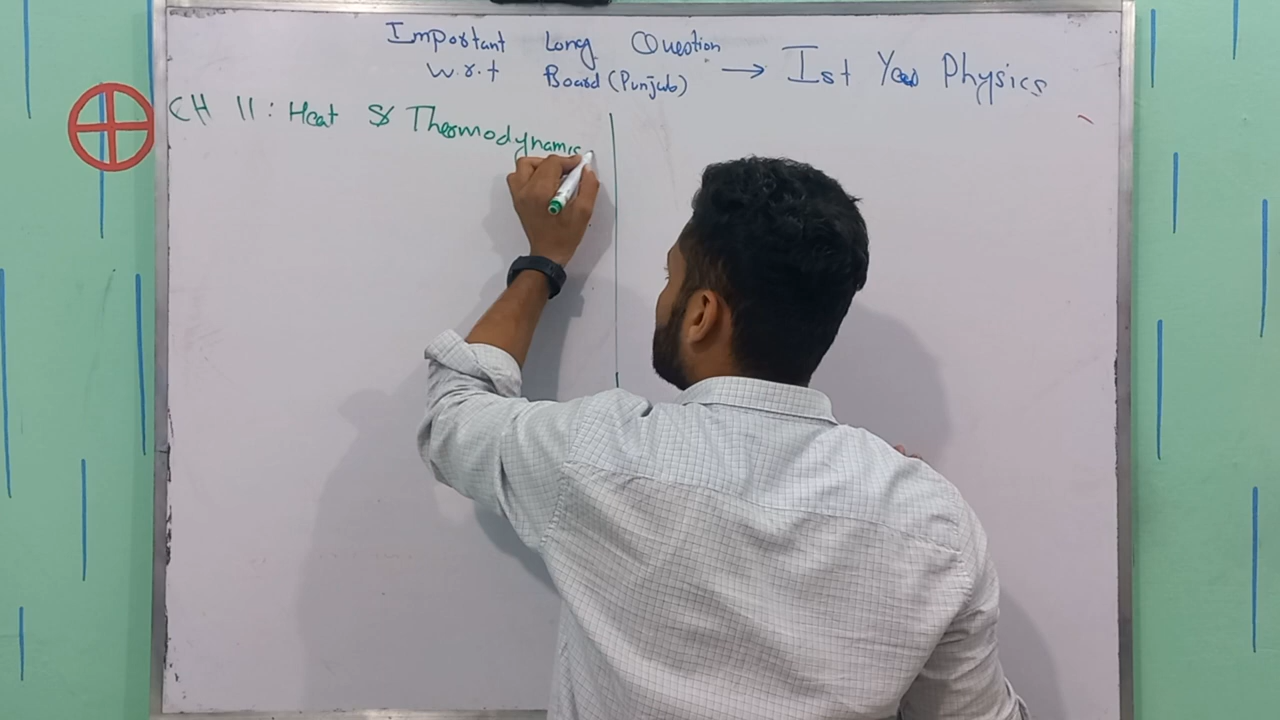 Important Long Question
w.r.t Board (Punjab) → Ist Year Physics
CH 11: Heat & Thermodynamics